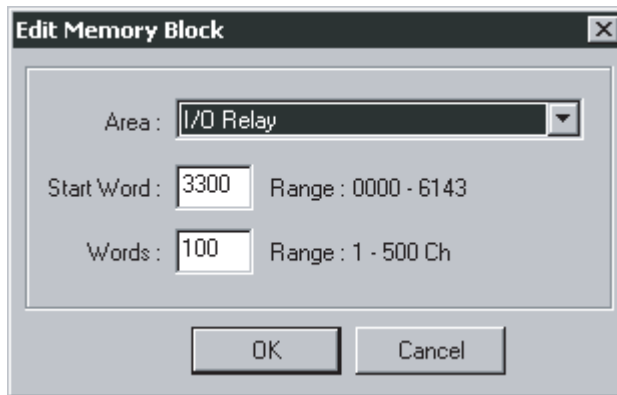 Edit Memory Block
Area : I/O Relay
Start Word : 3300 Range : 0000 - 6143
Words : 100 Range : 1 - 500 Ch
OK Cancel